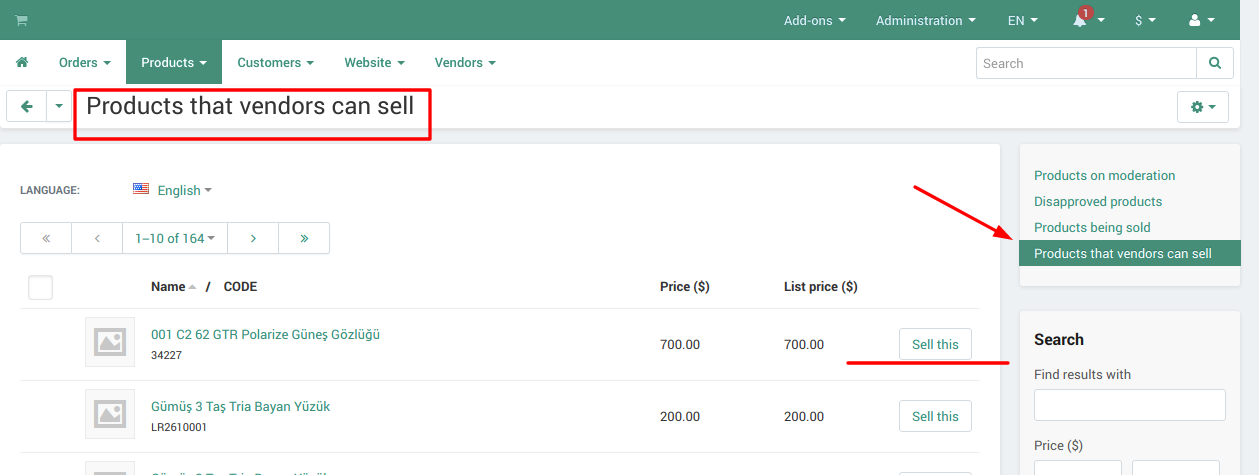 Add-ons Administration EN 1 $
Orders Products Customers Website Vendors Search
Products that vendors can sell
LANGUAGE: English
« ‹ 1–10 of 164 › »
Name / CODE Price ($) List price ($)
001 C2 62 GTR Polarize Güneş Gözlüğü
34227
700.00 700.00 Sell this
Gümüş 3 Taş Tria Bayan Yüzük
LR2610001
200.00 200.00 Sell this
Products on moderation
Disapproved products
Products being sold
Products that vendors can sell
Search
Find results with
Price ($)